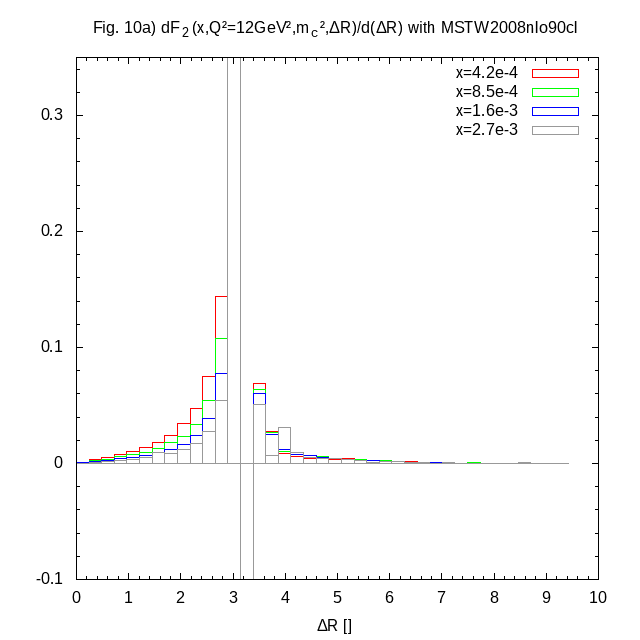 Fig. 10a) dF₂(x,Q²=12GeV²,m_c²,ΔR)/d(ΔR) with MSTW2008nlo90cl
x=4.2e-4
x=8.5e-4
x=1.6e-3
x=2.7e-3
0.3
0.2
0.1
0
-0.1
0 1 2 3 4 5 6 7 8 9 10
ΔR []